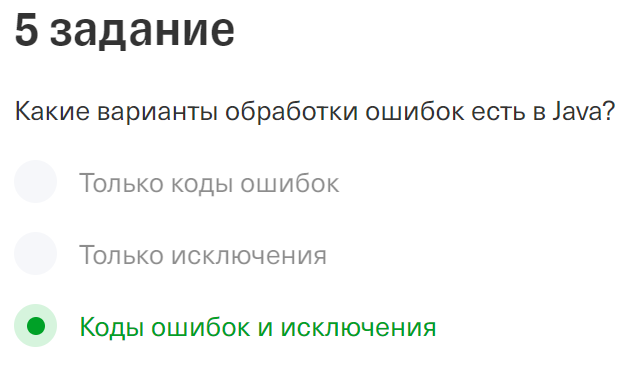 5 задание
Какие варианты обработки ошибок есть в Java?
Только коды ошибок
Только исключения
Коды ошибок и исключения